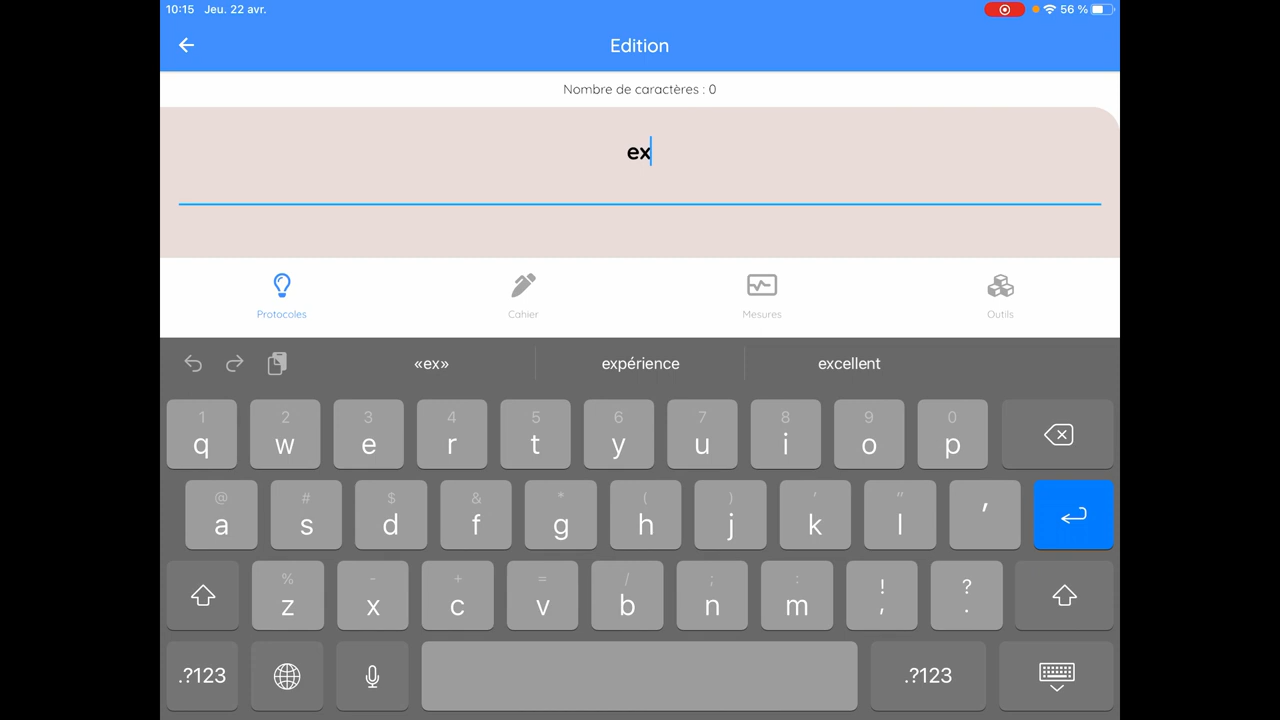 10:15 Jeu. 22 avr. 56 %
Edition
Nombre de caractères : 0
ex
Protocoles Cahier Mesures Outils
«ex» expérience excellent
1 2 3 4 5 6 7 8 9 0
q w e r t y u i o p
@ # $ & * ( ) ‘ “
a s d f g h j k l ’
% - + = / ; : ! ?
z x c v b n m , .
.?123 .?123